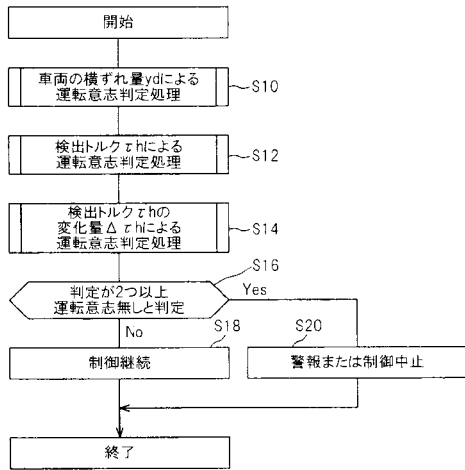 開始
車両の横ずれ量ydによる
運転意志判定処理
S10
検出トルクτhによる
運転意志判定処理
S12
検出トルクτhの
変化量Δτhによる
運転意志判定処理
S14
S16
判定が2つ以上
運転意志無しと判定
Yes
No
S18
S20
制御継続
警報または制御中止
終了